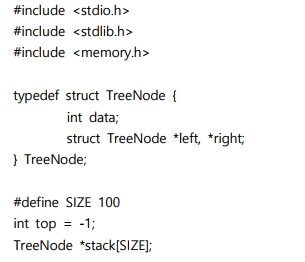 #include <stdio.h>
#include <stdlib.h>
#include <memory.h>
typedef struct TreeNode {
int data;
struct TreeNode *left, *right;
} TreeNode;
#define SIZE 100
int top = -1;
TreeNode *stack[SIZE];